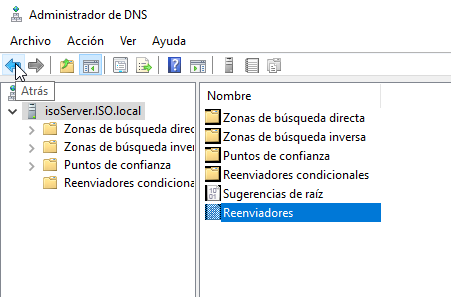 Administrador de DNS
Archivo Acción Ver Ayuda
Atrás
isoServer.ISO.local
Zonas de búsqueda direc
Zonas de búsqueda inver
Puntos de confianza
Reenviadores condiciona
Nombre
Zonas de búsqueda directa
Zonas de búsqueda inversa
Puntos de confianza
Reenviadores condicionales
Sugerencias de raíz
Reenviadores